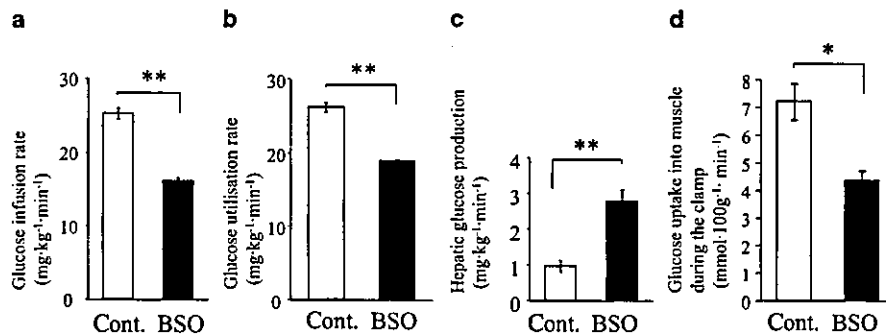 a
Glucose infusion rate
(mg·kg⁻¹·min⁻¹)
30
20
10
0
**
Cont. BSO
b
Glucose utilisation rate
(mg·kg⁻¹·min⁻¹)
30
20
10
0
**
Cont. BSO
c
Hepatic glucose production
(mg·kg⁻¹·min⁻¹)
4
3
2
1
0
**
Cont. BSO
d
Glucose uptake into muscle
during the clamp
(mmol·100g⁻¹· min⁻¹)
8
7
6
5
4
3
2
1
0
*
Cont. BSO